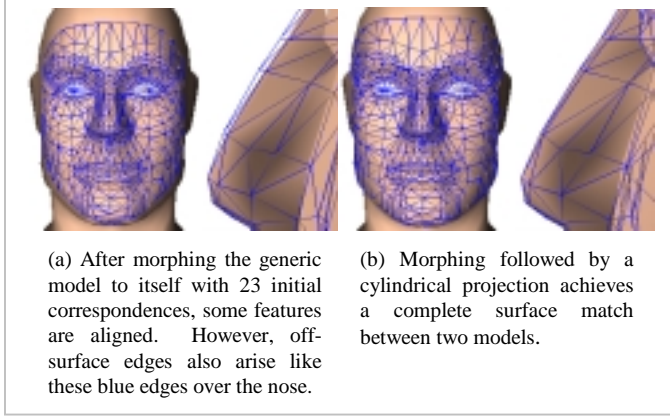 (a) After morphing the generic
model to itself with 23 initial
correspondences, some features
are aligned. However, off-
surface edges also arise like
these blue edges over the nose.
(b) Morphing followed by a
cylindrical projection achieves
a complete surface match
between two models.